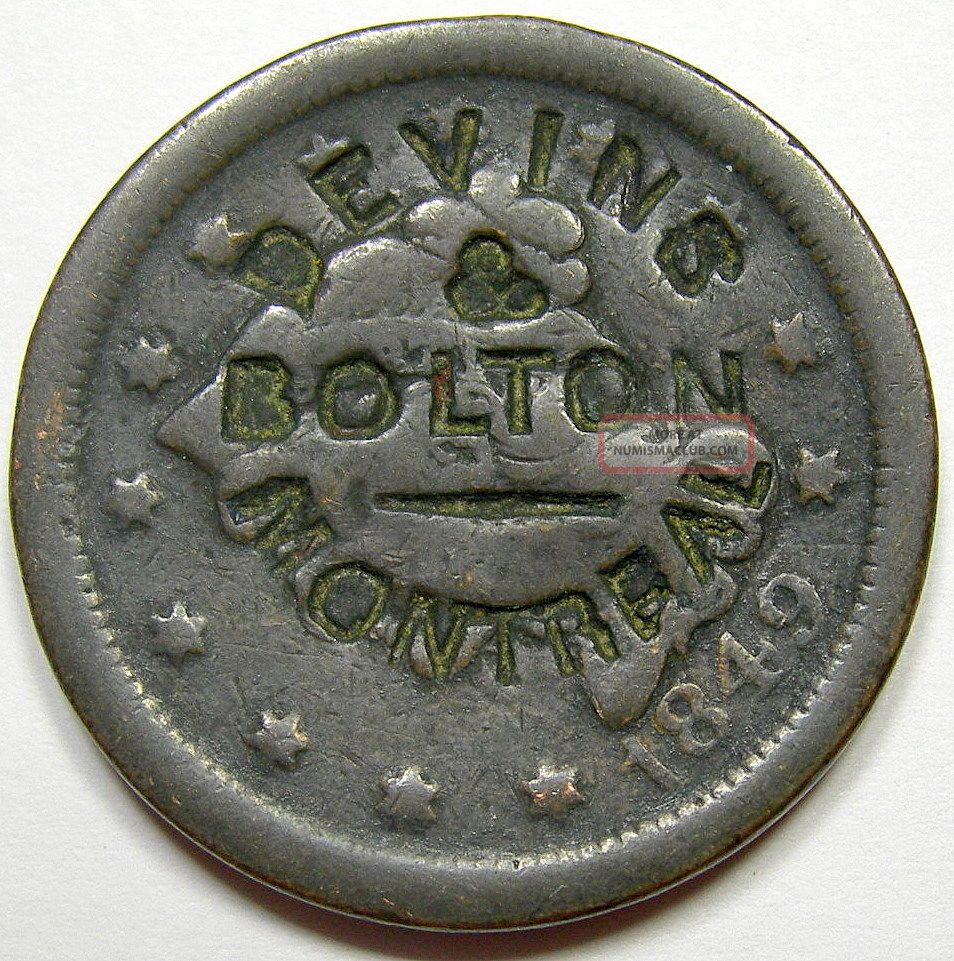 DEVINS
&
BOLTON
MONTREAL
1849
NUMISMACLUB.COM